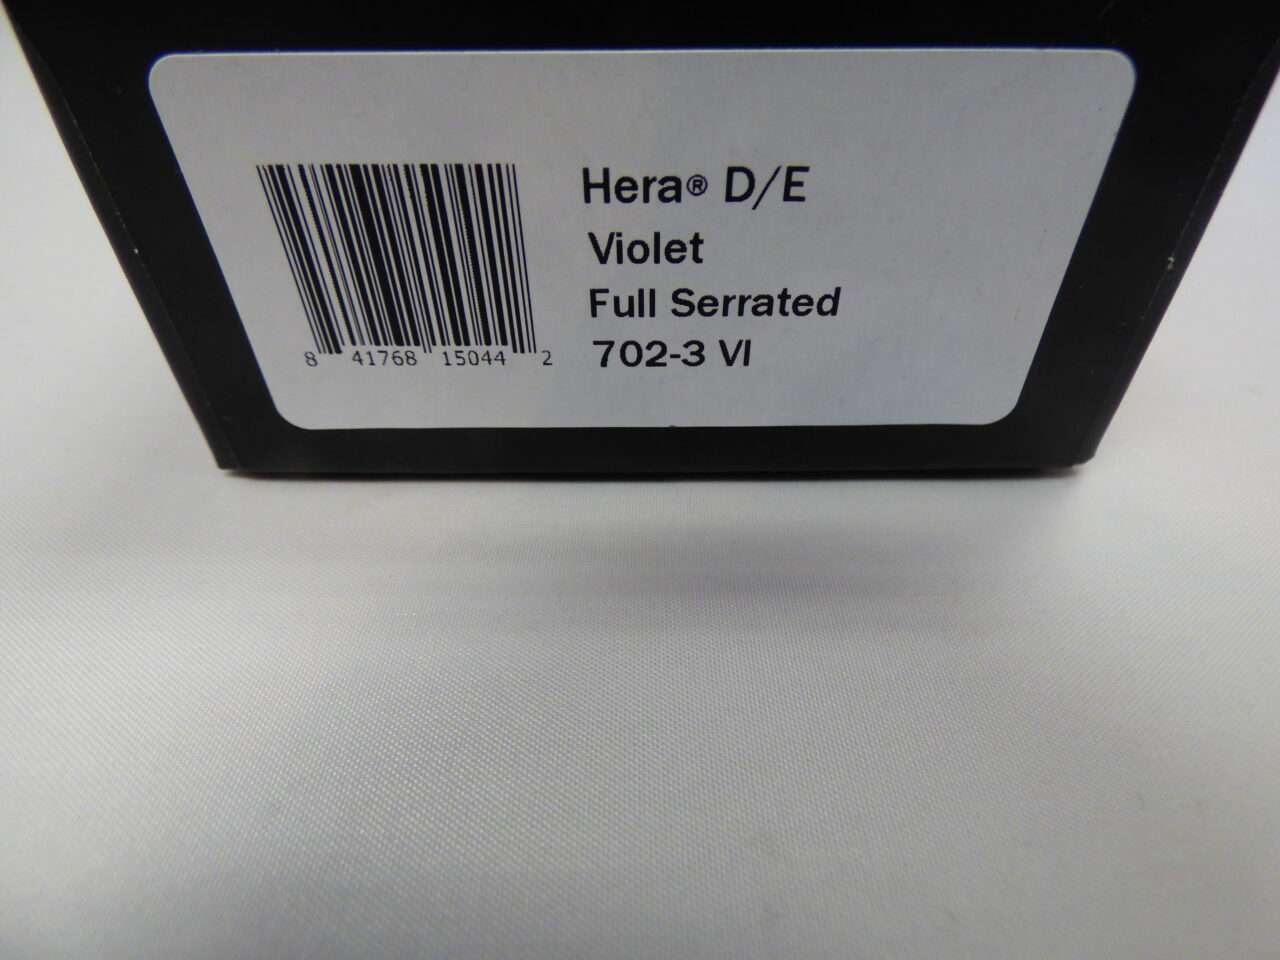 Hera® D/E
Violet
Full Serrated
702-3 VI
8 41768 15044 2